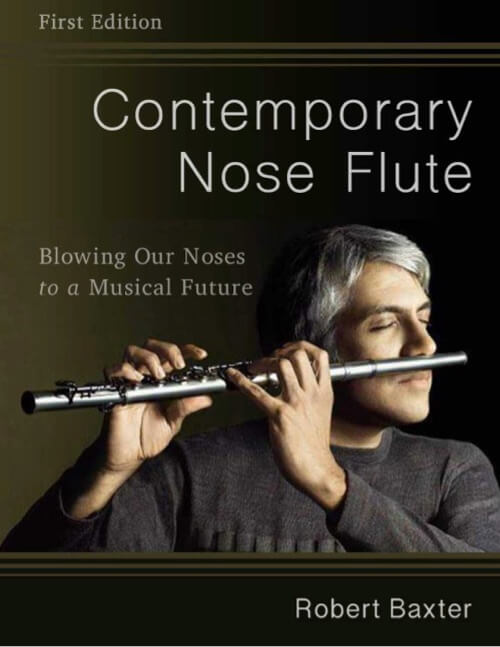 First Edition
Contemporary
Nose Flute
Blowing Our Noses
to a Musical Future
Robert Baxter